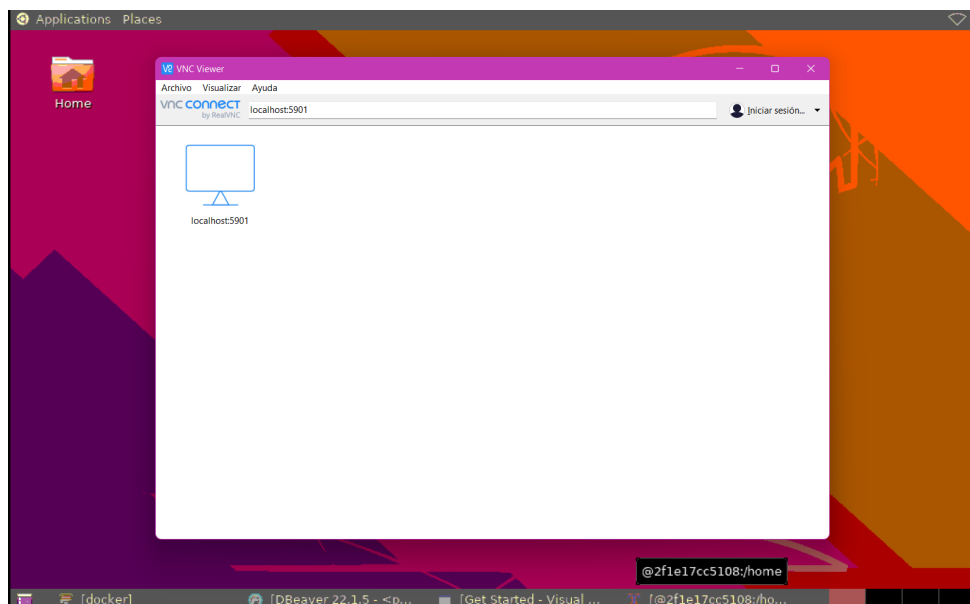 Applications Places
Home
VNC Viewer
Archivo Visualizar Ayuda
vnc connect
by RealVNC
localhost:5901
Iniciar sesión...
localhost:5901
@2f1e17cc5108:/home
[docker]
[DBeaver 22.1.5 - <p...
[Get Started - Visual ...
[@2f1e17cc5108:/ho...